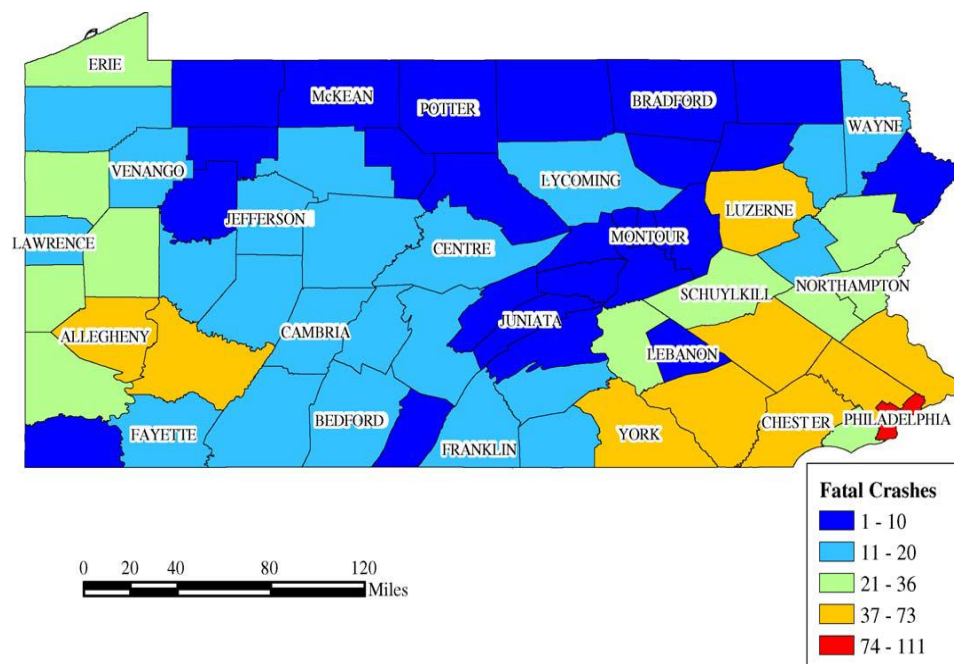 ERIE
McKEAN
POTTER
BRADFORD
WAYNE
VENANGO
LYCOMING
LUZERNE
JEFFERSON
MONTOUR
LAWRENCE
CENTRE
NORTHAMPTON
SCHUYLKILL
JUNIATA
ALLEGHENY
CAMBRIA
LEBANON
PHILADELPHIA
CHESTER
BEDFORD
FAYETTE
YORK
FRANKLIN
Fatal Crashes
1 - 10
11 - 20
21 - 36
37 - 73
74 - 111
0 20 40 80 120
Miles